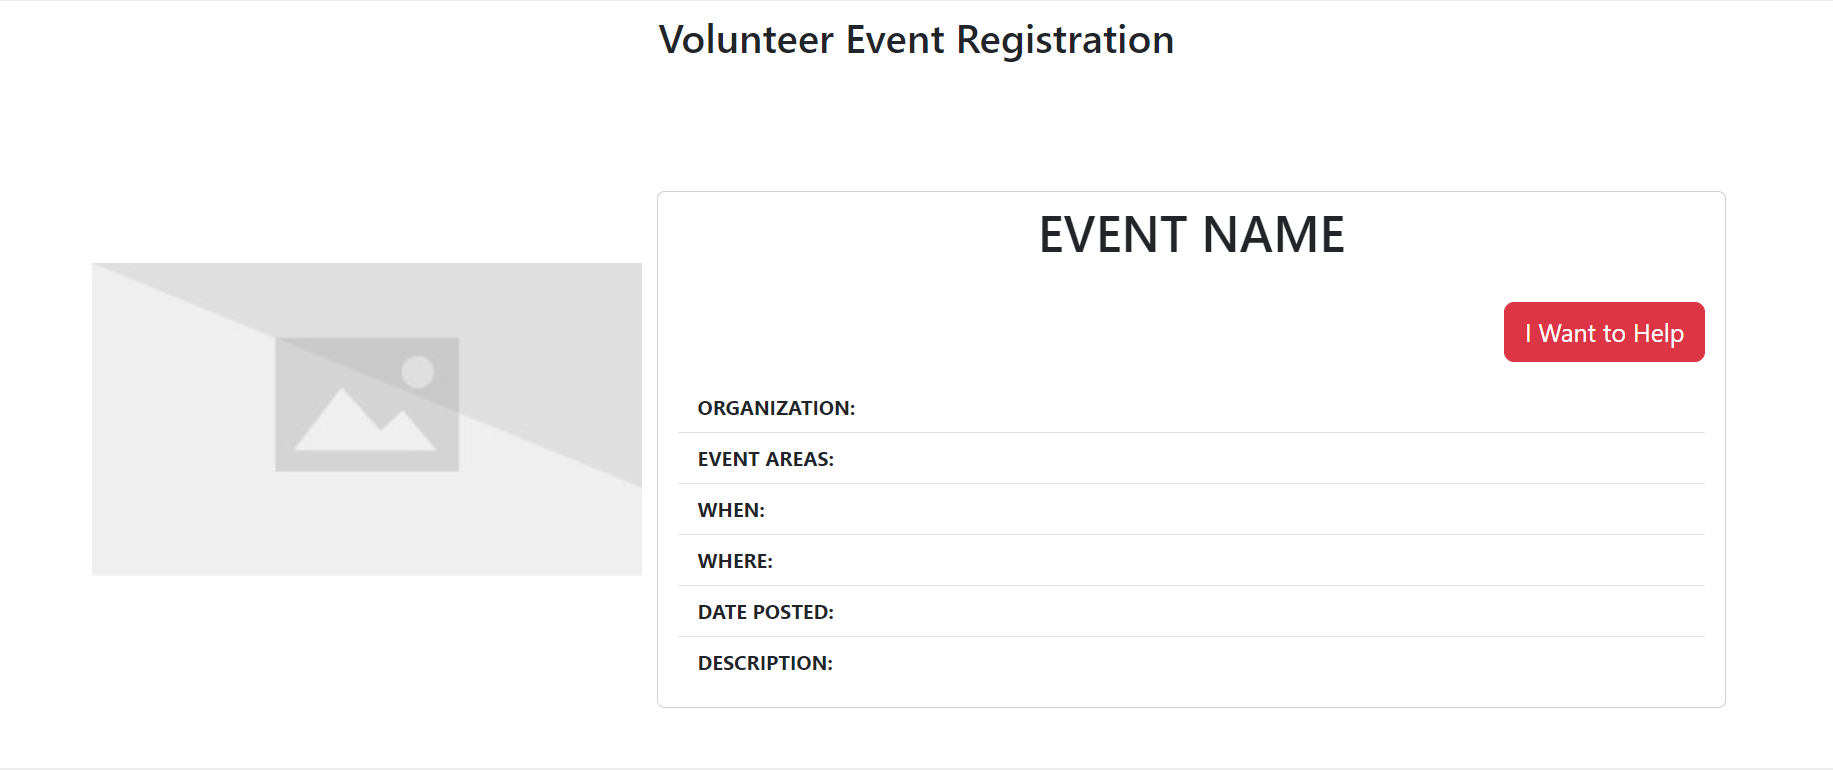 Volunteer Event Registration
EVENT NAME
I Want to Help
ORGANIZATION:
EVENT AREAS:
WHEN:
WHERE:
DATE POSTED:
DESCRIPTION: